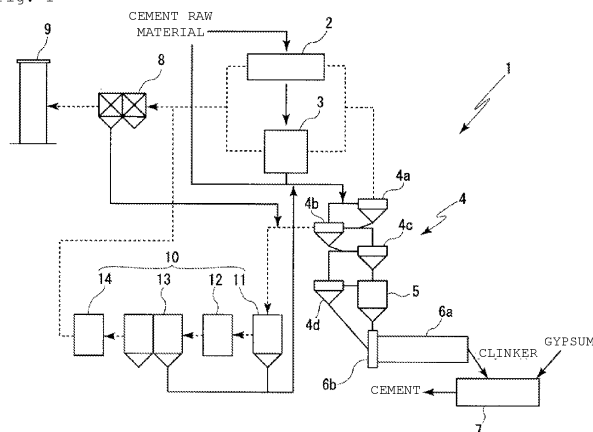 Fig. 1
CEMENT RAW
MATERIAL
2
9
8
1
3
4a
4b
4
4c
10
14
13
12
11
5
4d
6a
CLINKER
GYPSUM
6b
CEMENT
7